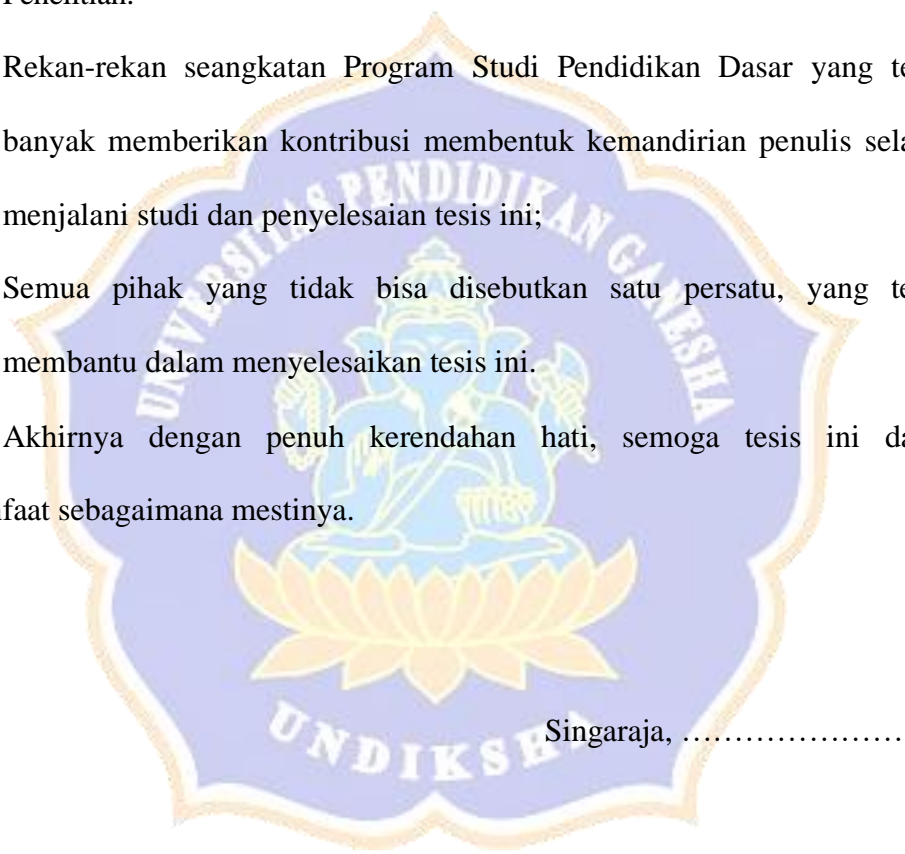 Penelitian.
Rekan-rekan seangkatan Program Studi Pendidikan Dasar yang te
banyak memberikan kontribusi membentuk kemandirian penulis sela
menjalani studi dan penyelesaian tesis ini;
Semua pihak yang tidak bisa disebutkan satu persatu, yang te
membantu dalam menyelesaikan tesis ini.
Akhirnya dengan penuh kerendahan hati, semoga tesis ini da
faat sebagaimana mestinya.
Singaraja, …………………
UNIVERSITAS PENDIDIKAN GANESHA
UNDIKSHA